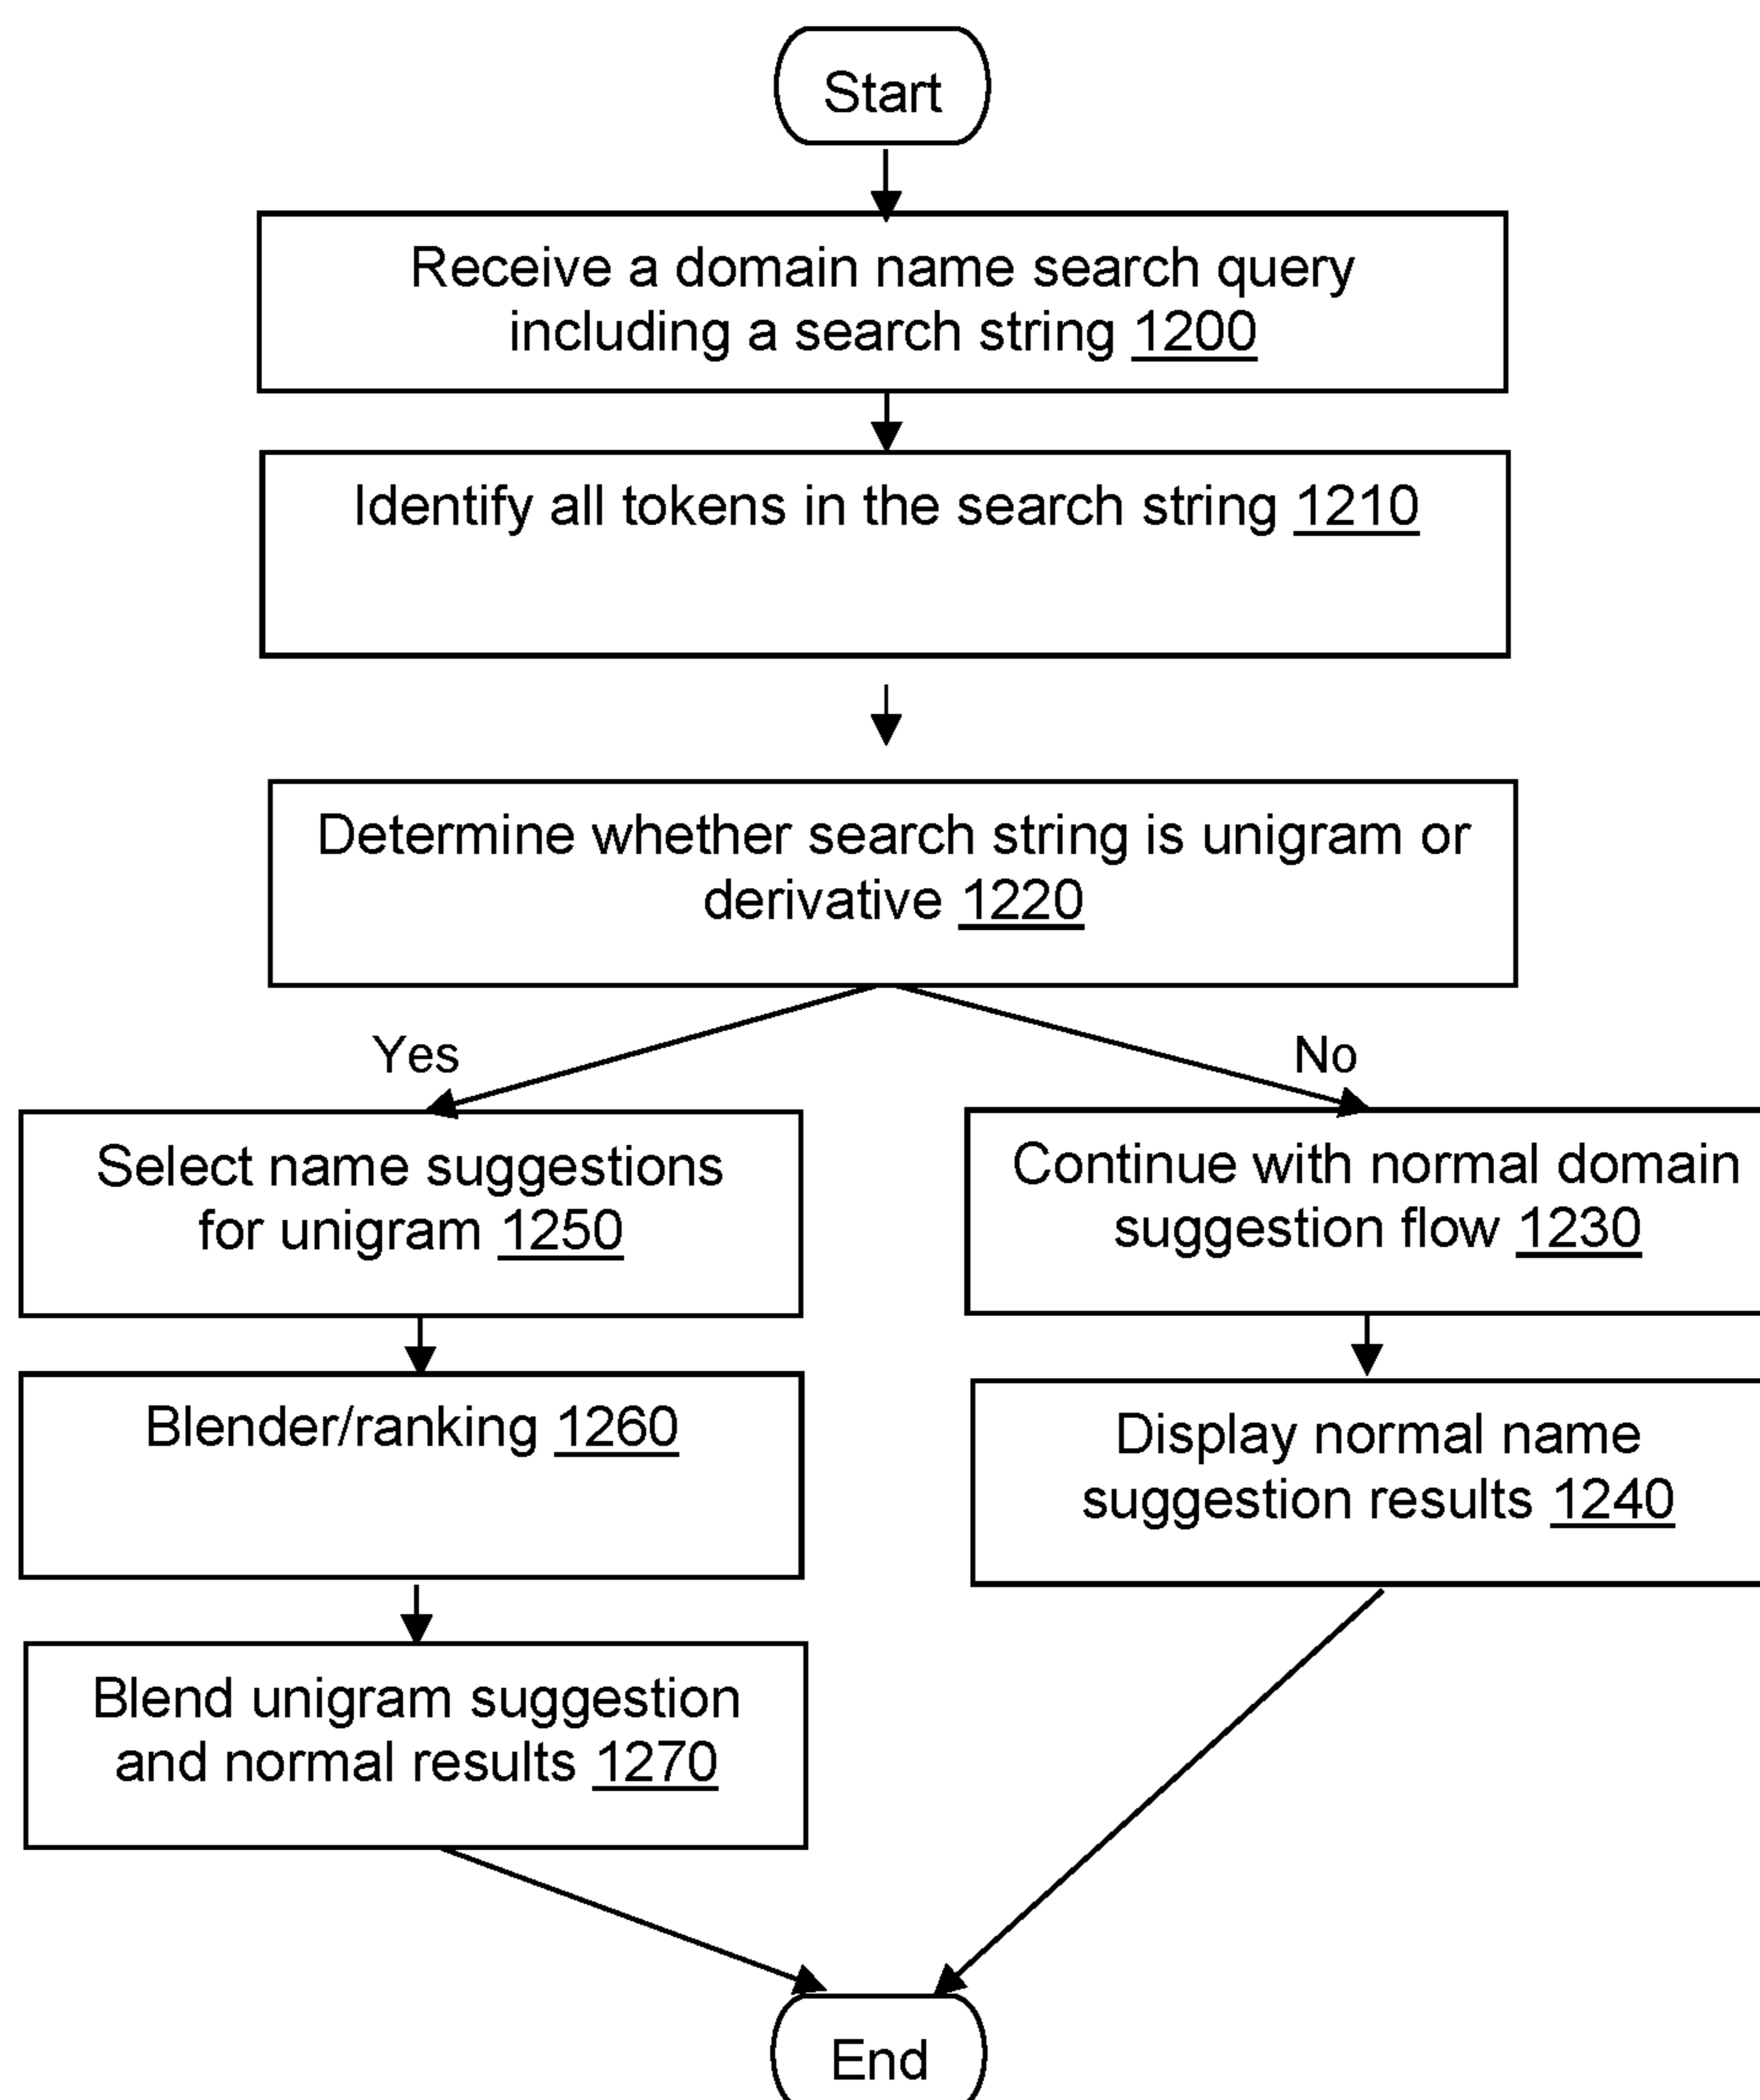 Start
Receive a domain name search query
including a search string 1200
Identify all tokens in the search string 1210
Determine whether search string is unigram or
derivative 1220
Yes
No
Select name suggestions
for unigram 1250
Continue with normal domain
suggestion flow 1230
Blender/ranking 1260
Display normal name
suggestion results 1240
Blend unigram suggestion
and normal results 1270
End